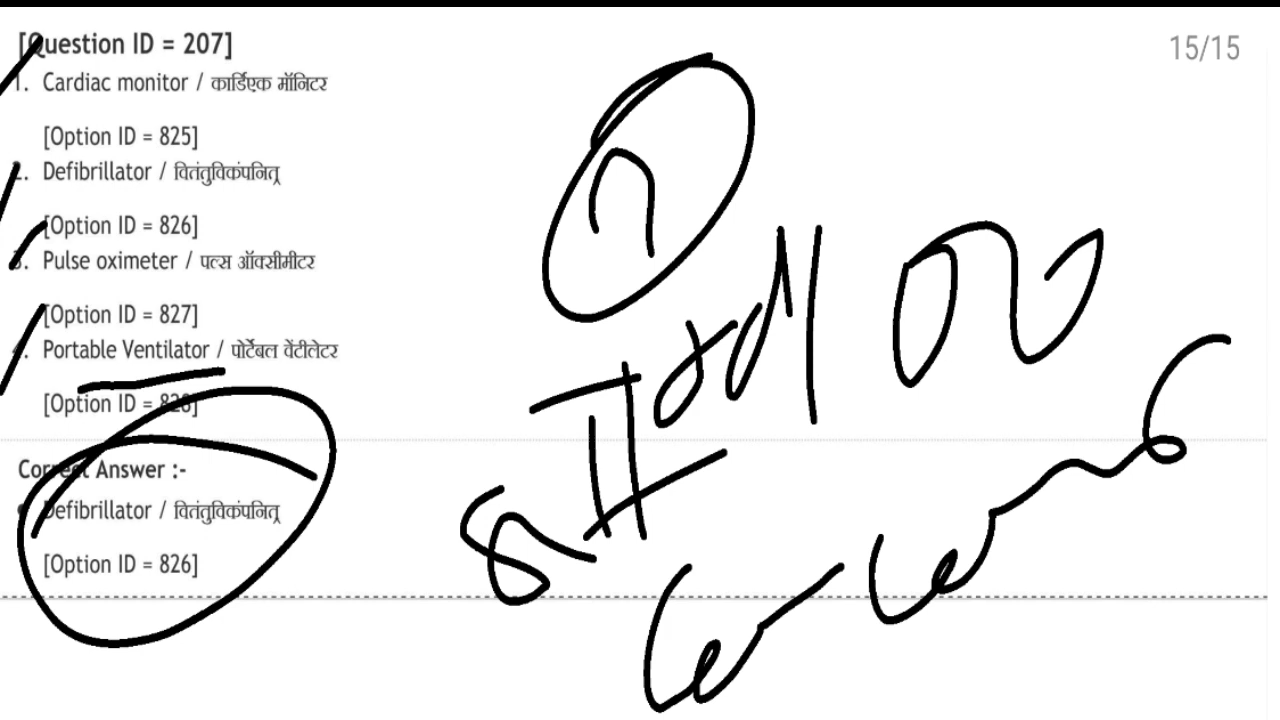 [Question ID = 207]
15/15
1. Cardiac monitor / कार्डिएक मॉनिटर
[Option ID = 825]
2. Defibrillator / वितंतुविकंपनित्र
[Option ID = 826]
3. Pulse oximeter / पल्स ऑक्सीमीटर
[Option ID = 827]
4. Portable Ventilator / पोर्टेबल वेंटीलेटर
[Option ID = 828]
Correct Answer :-
Defibrillator / वितंतुविकंपनित्र
[Option ID = 826]